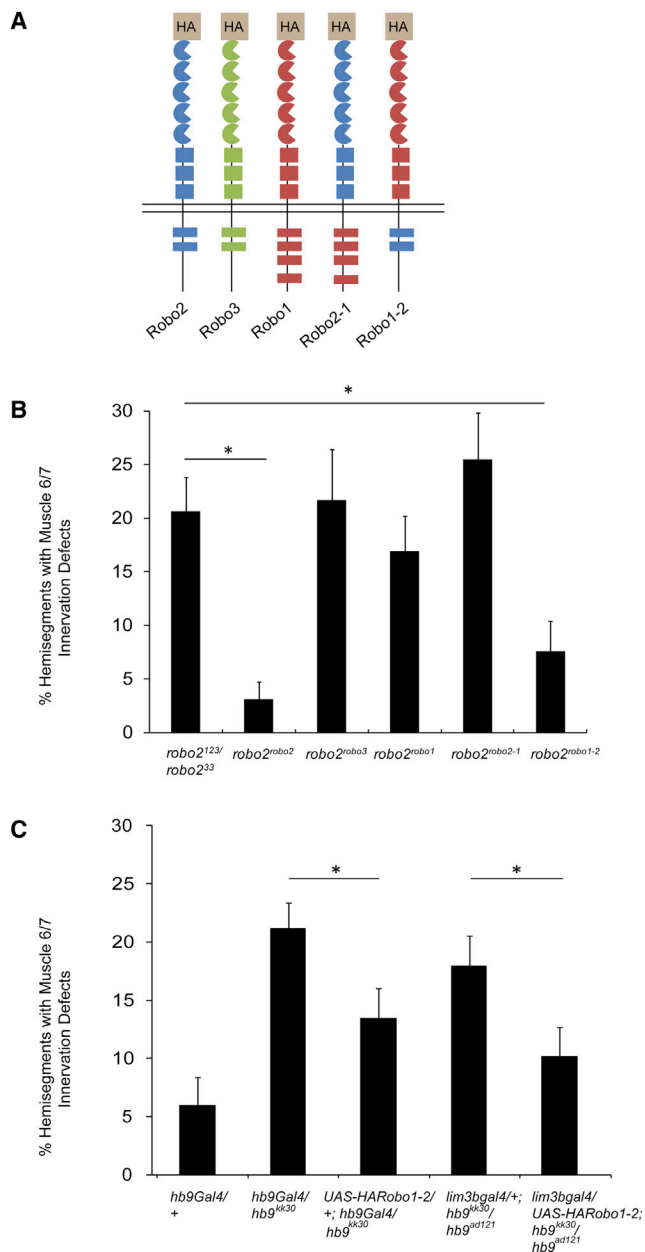 A
HA HA HA HA HA
Robo2 Robo3 Robo1 Robo2-1 Robo1-2
B
% Hemisegments with Muscle 6/7
Innervation Defects
30
25
20
15
10
5
0
*
*
robo2123/
robo233
robo2robo2
robo2robo3
robo2robo1
robo2robo2-1
robo2robo1-2
C
% Hemisegments with Muscle 6/7
Innervation Defects
30
25
20
15
10
5
0
*
*
hb9Gal4/
+
hb9Gal4/
hb9kk30
UAS-HARobo1-2/
+; hb9Gal4/
hb9kk30
lim3bgal4/+;
hb9kk30/
hb9ad121
lim3bgal4/
UAS-HARobo1-2;
hb9kk30/
hb9ad121